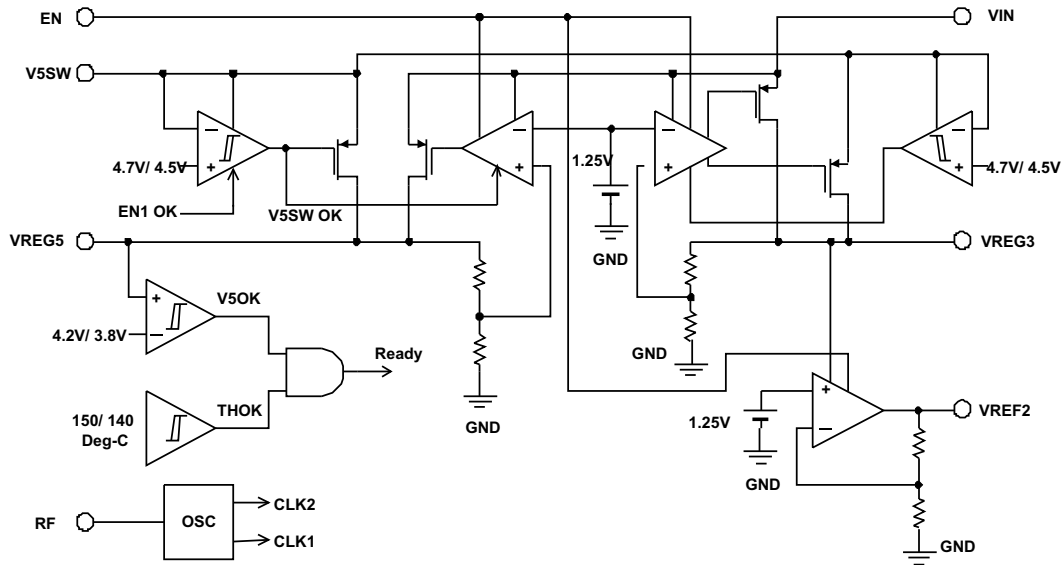 EN
VIN
V5SW
4.7V/ 4.5V
EN1 OK
V5SW OK
1.25V
GND
4.7V/ 4.5V
VREG5
VREG3
V5OK
4.2V/ 3.8V
Ready
THOK
150/ 140
Deg-C
GND
GND
1.25V
GND
VREF2
GND
RF
OSC
CLK2
CLK1
−
+
−
+
−
+
−
+
+
−
+
−